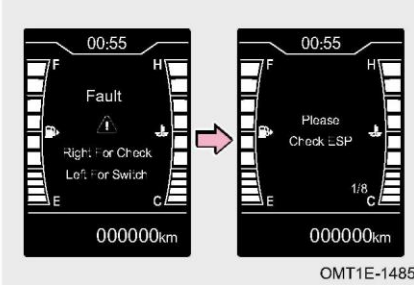 00:55
F
H
Fault
Right For Check
Left For Switch
E
C
000000km
00:55
F
H
Please
Check ESP
1/8
E
C
000000km
OMT1E-1485